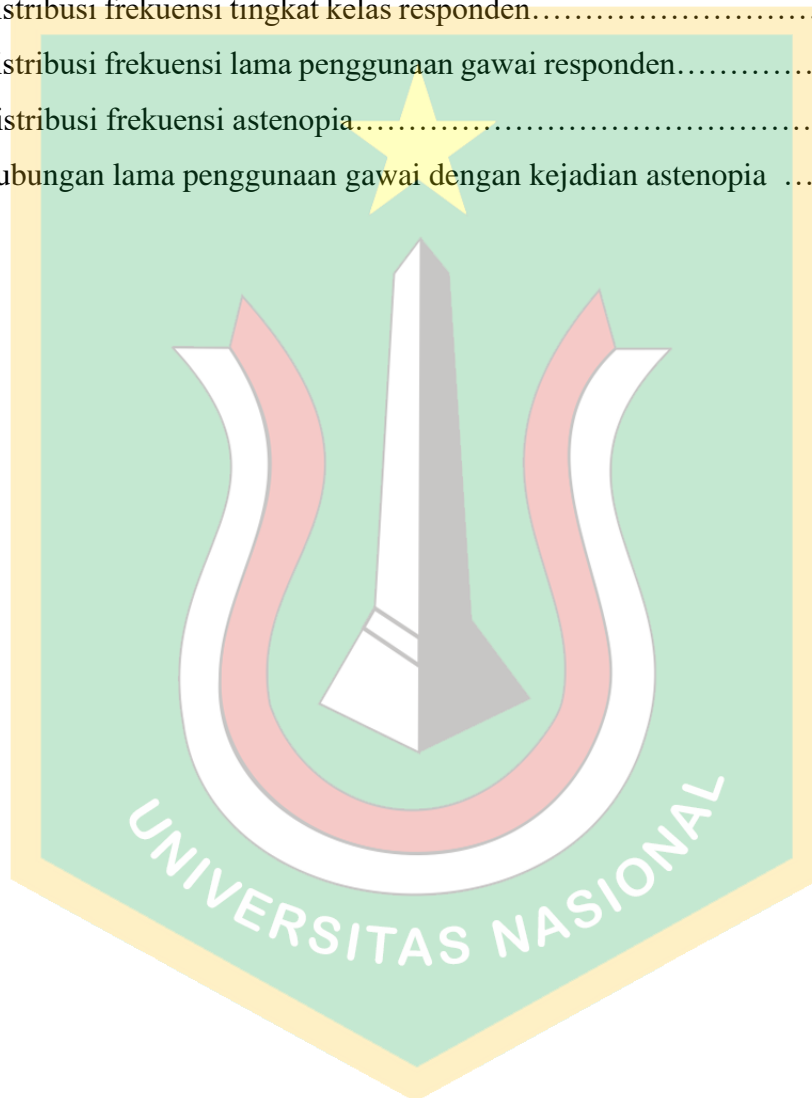 istribusi frekuensi tingkat kelas responden……………………………
istribusi frekuensi lama penggunaan gawai responden……………
istribusi frekuensi astenopia……………………………………………
ubungan lama penggunaan gawai dengan kejadian astenopia …
UNIVERSITAS NASIONAL